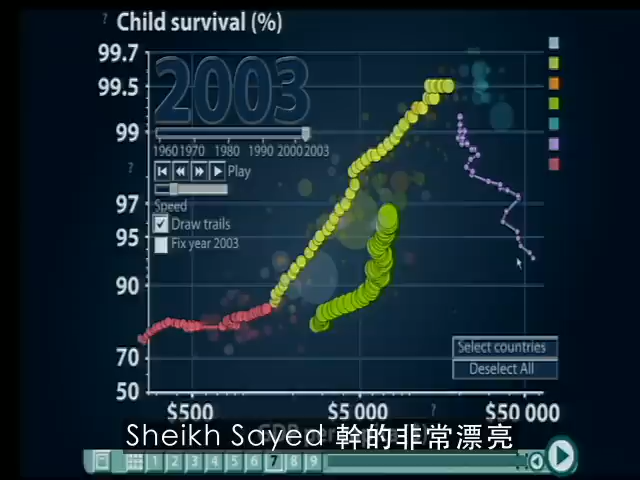 ? Child survival (%)
99.7
99.5
2003
99
1960 1970 1980 1990 2000 2003
?
Play
Speed
97
Draw trails
Fix year 2003
95
90
Select countries
Deselect All
70
50
$500 $5 000 ? $50 000
Sheikh Sayed 幹的非常漂亮
1 2 3 4 5 6 7 8 9